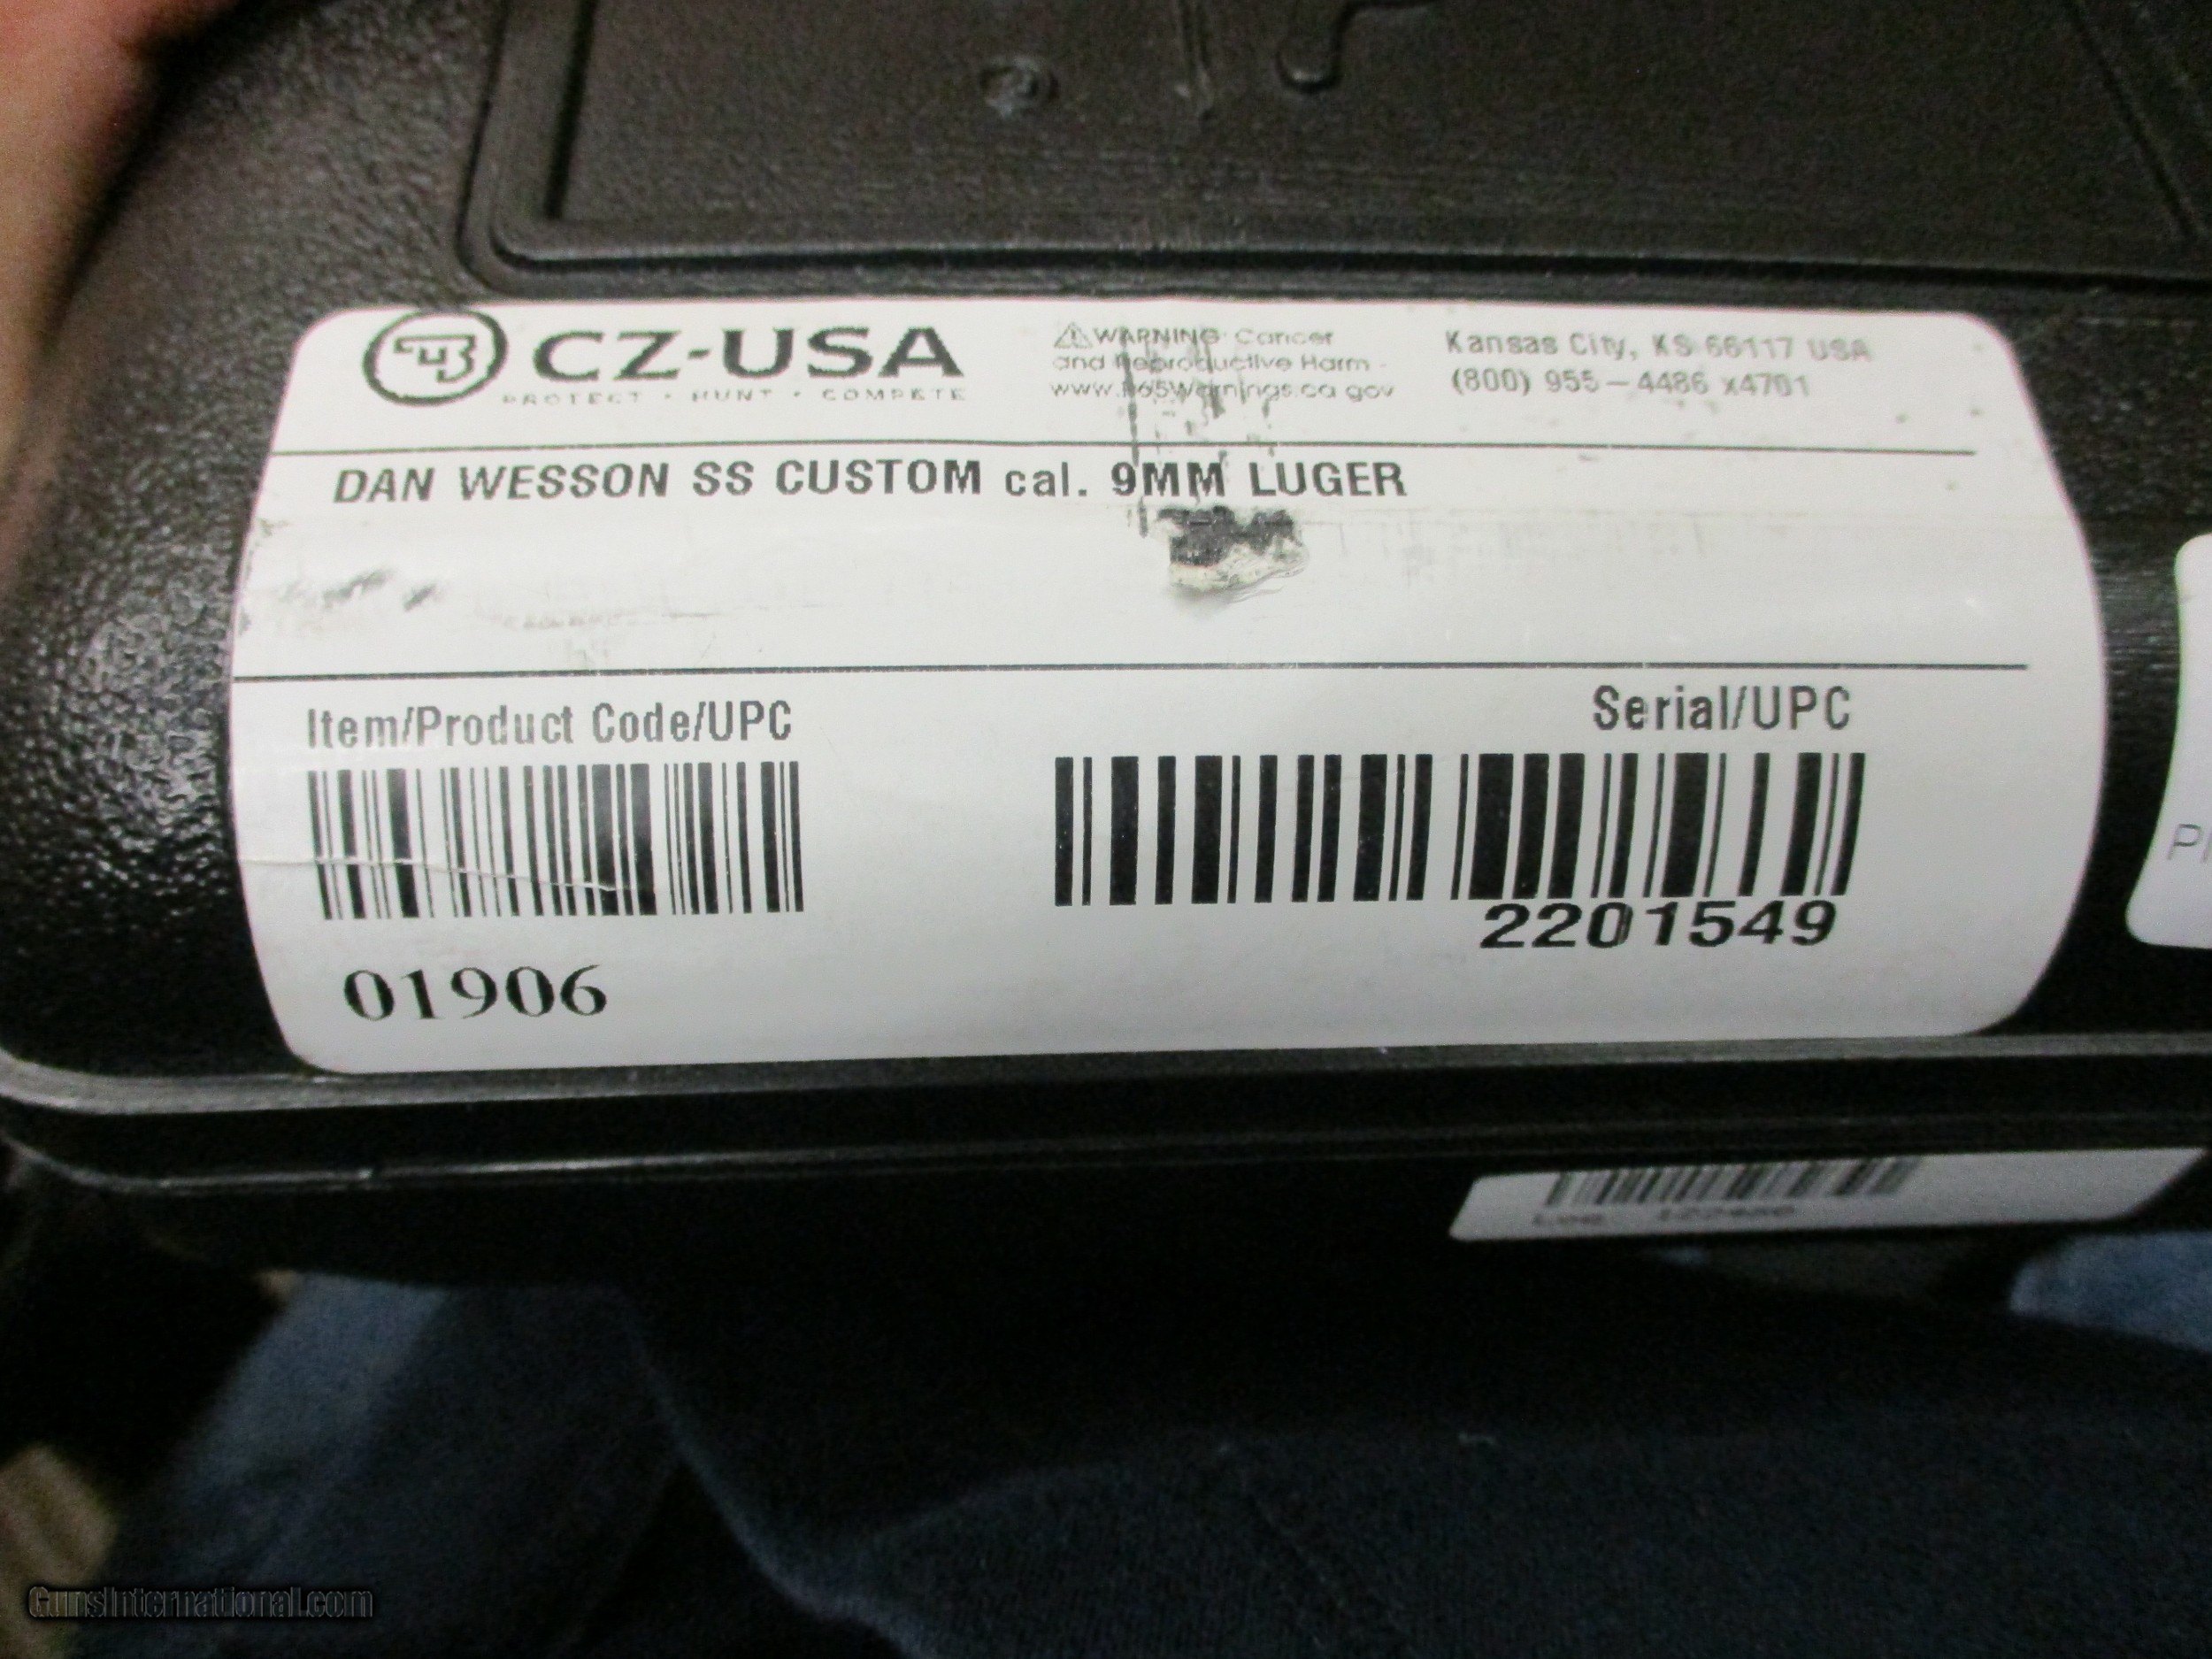 CZ-USA
PROTECT · HUNT · COMPETE
WARNING: Cancer
and Reproductive Harm -
www.P65Warnings.ca.gov
Kansas City, KS 66117 USA
(800) 955-4486 x4701
DAN WESSON SS CUSTOM cal. 9MM LUGER
Item/Product Code/UPC
Serial/UPC
2201549
01906
GunsInternational.com